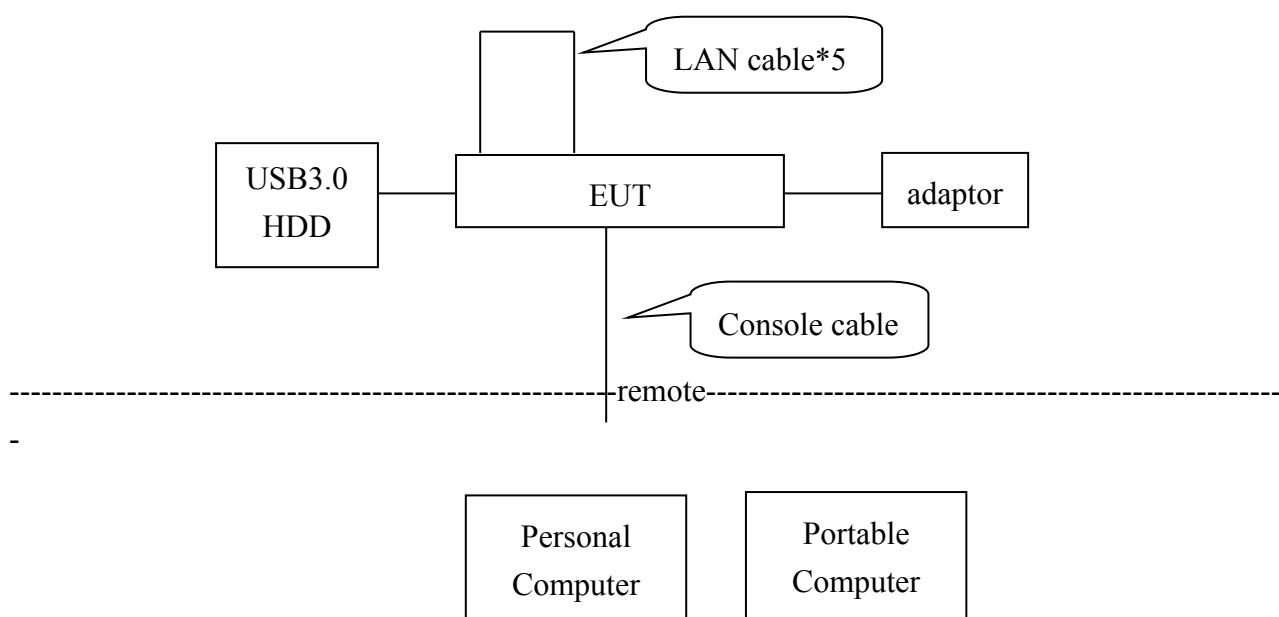 LAN cable*5
USB3.0
HDD
EUT
adaptor
Console cable
------------------------------------remote------------------------------------
-
Personal
Computer
Portable
Computer